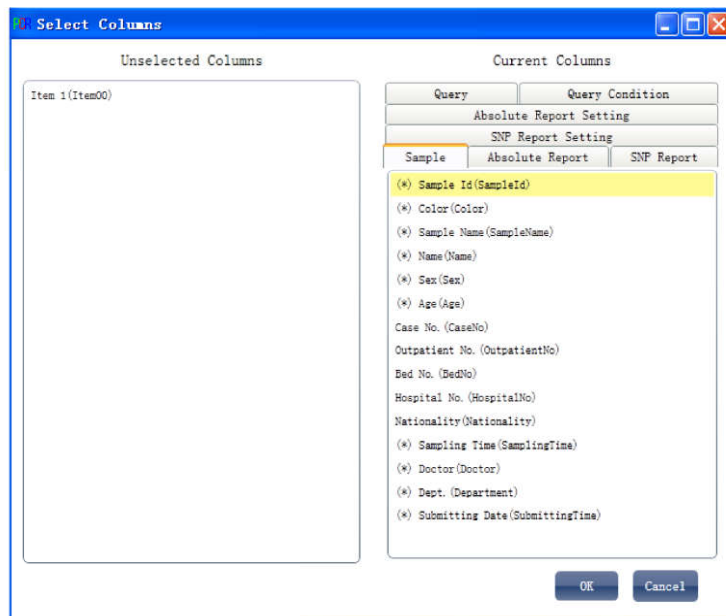 Select Columns
Unselected Columns
Item 1(Item00)
Current Columns
Query
Query Condition
Absolute Report Setting
SNP Report Setting
Sample
Absolute Report
SNP Report
(*) Sample Id(SampleId)
(*) Color(Color)
(*) Sample Name(SampleName)
(*) Name(Name)
(*) Sex(Sex)
(*) Age(Age)
Case No.(CaseNo)
Outpatient No.(OutpatientNo)
Bed No.(BedNo)
Hospital No.(HospitalNo)
Nationality(Nationality)
(*) Sampling Time(SamplingTime)
(*) Doctor(Doctor)
(*) Dept.(Department)
(*) Submitting Date(SubmittingTime)
OK
Cancel